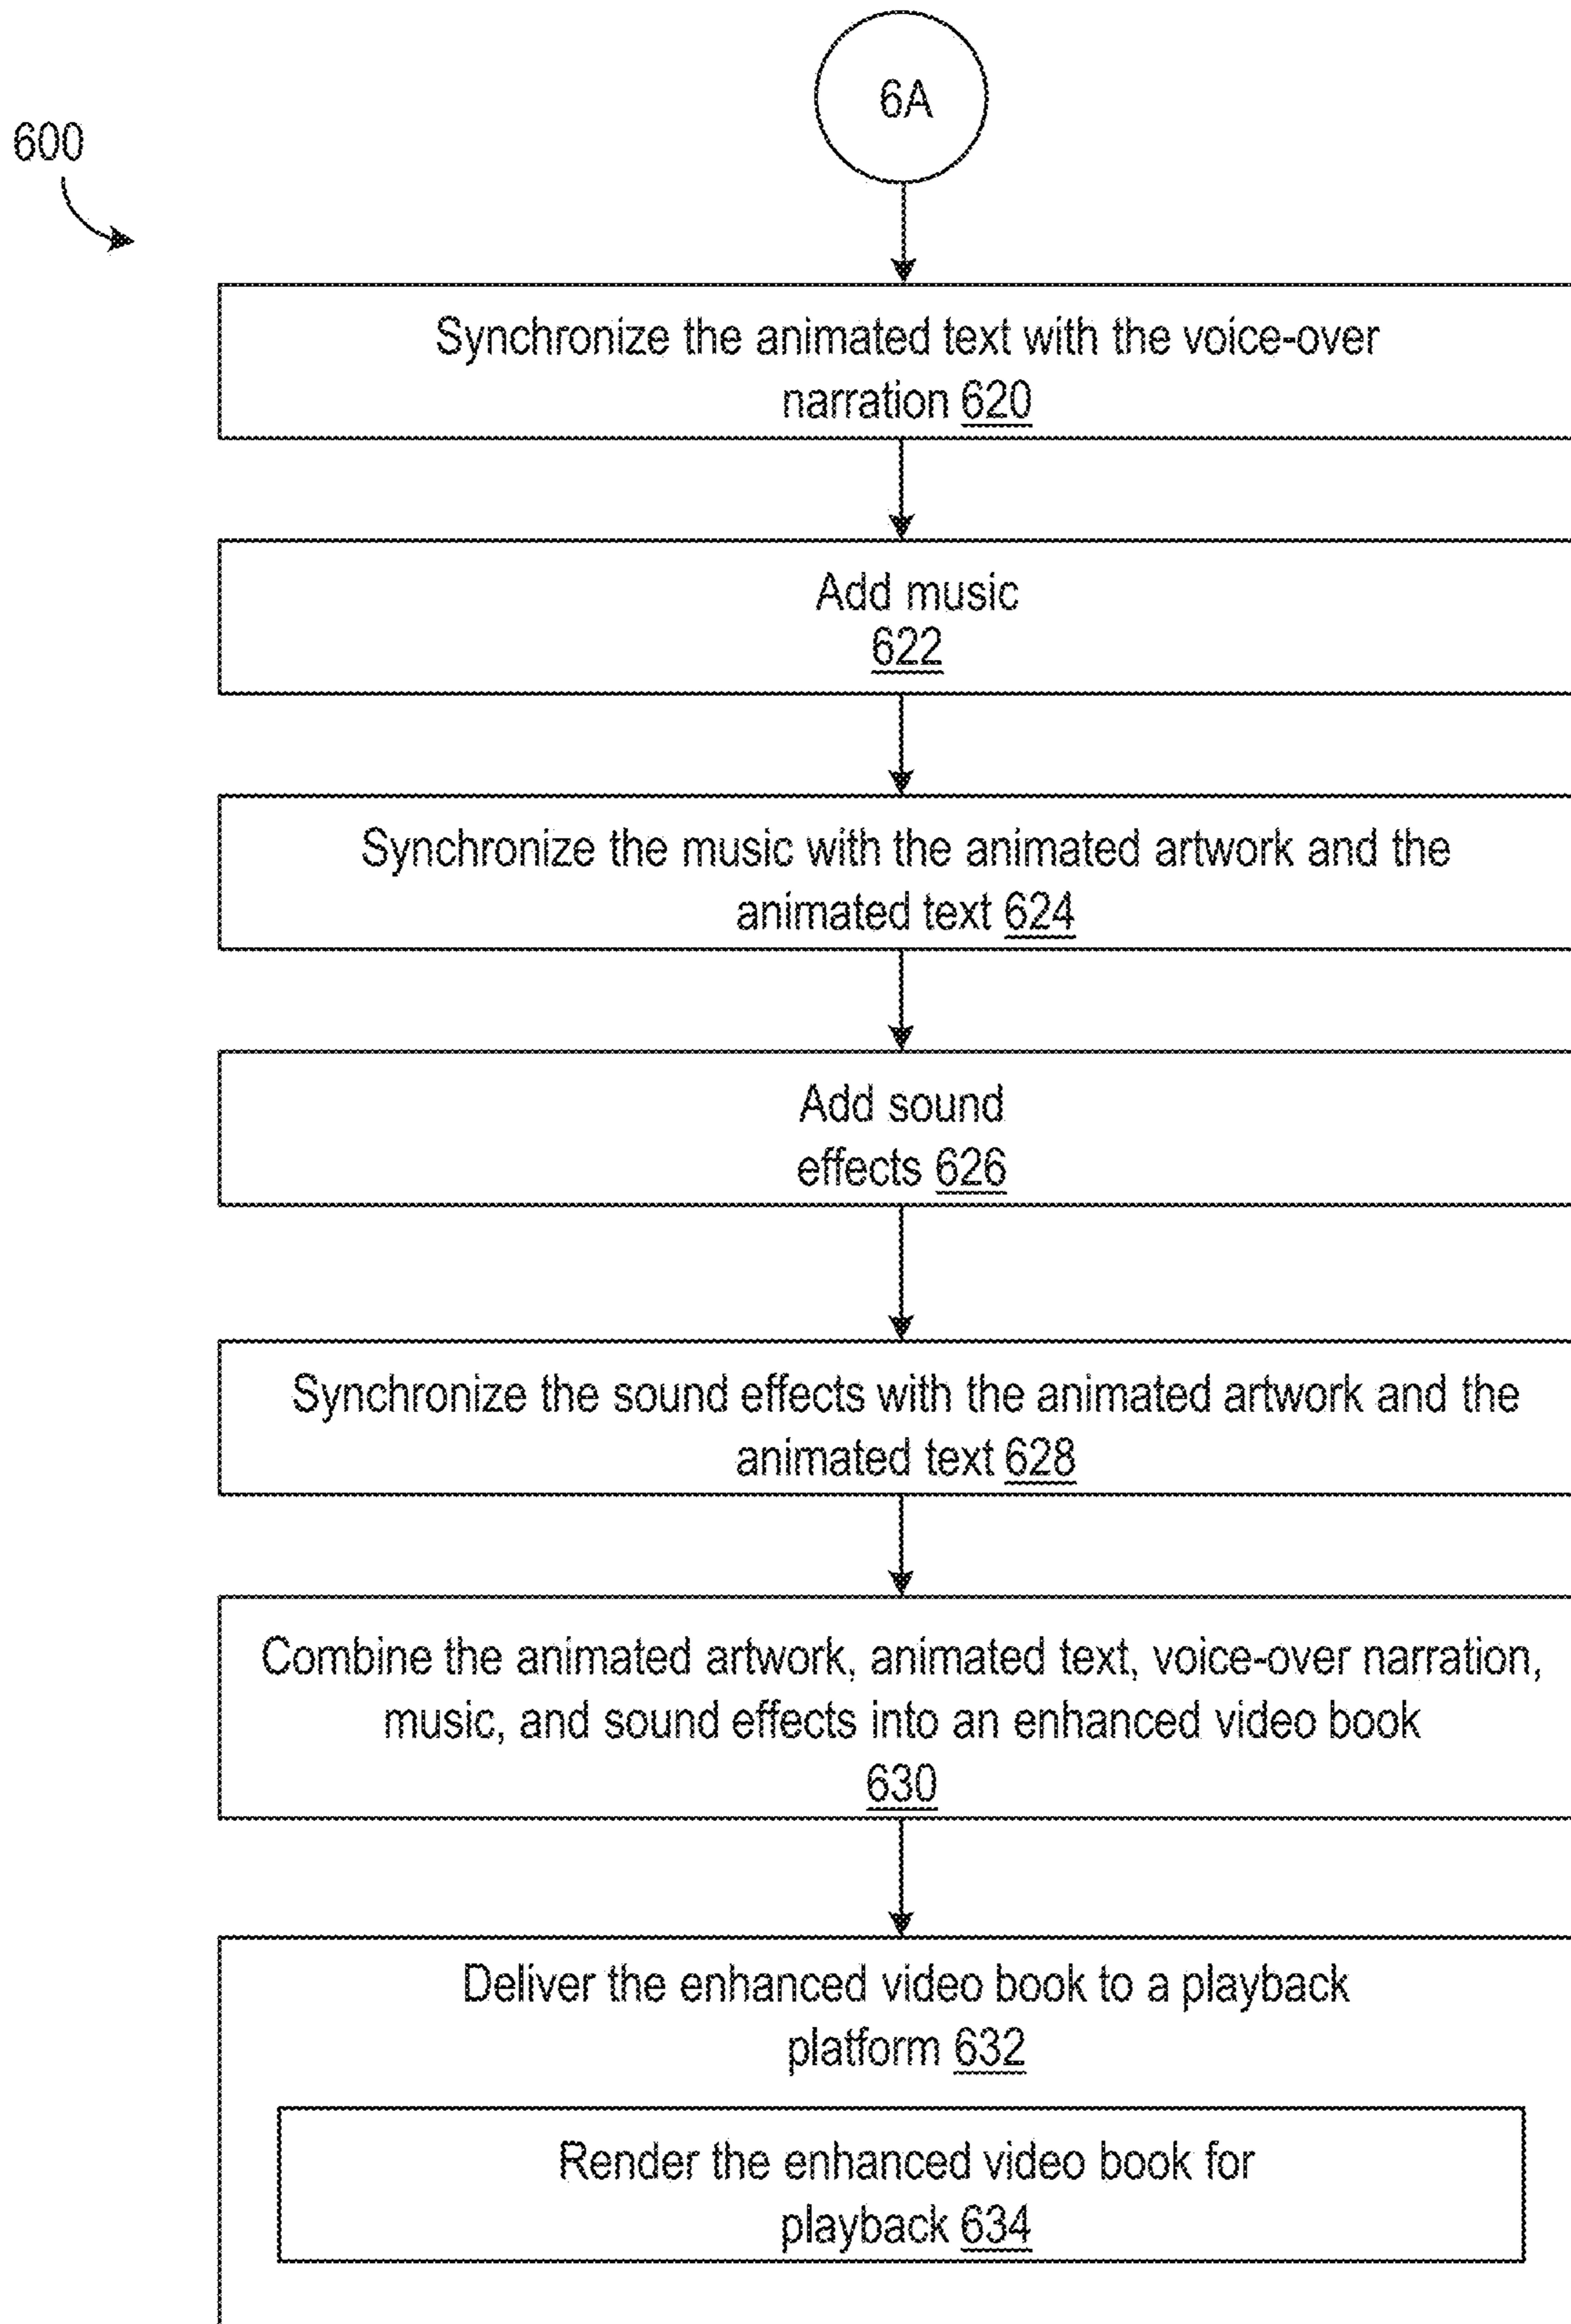 6A
600
Synchronize the animated text with the voice-over
narration 620
Add music
622
Synchronize the music with the animated artwork and the
animated text 624
Add sound
effects 626
Synchronize the sound effects with the animated artwork and the
animated text 628
Combine the animated artwork, animated text, voice-over narration,
music, and sound effects into an enhanced video book
630
Deliver the enhanced video book to a playback
platform 632
Render the enhanced video book for
playback 634